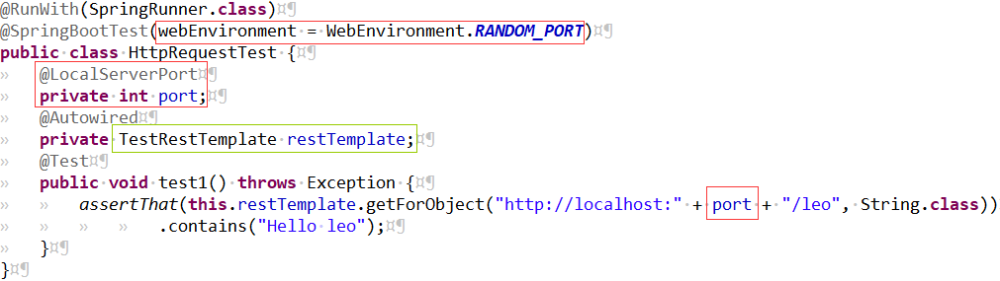 @RunWith(SpringRunner.class)¤¶
@SpringBootTest(webEnvironment = WebEnvironment.RANDOM_PORT)¤¶
public·class·HttpRequestTest·{¤¶
»   @LocalServerPort¤¶
»   private·int·port;¤¶
»   @Autowired¤¶
»   private·TestRestTemplate·restTemplate;¤¶
»   @Test¤¶
»   public·void·test1()·throws·Exception·{¤¶
»   »   assertThat(this.restTemplate.getForObject("http://localhost:"·+·port·+·"/leo",·String.class))¤¶
»   »   »   »   .contains("Hello·leo");¤¶
»   }¤¶
}¤¶